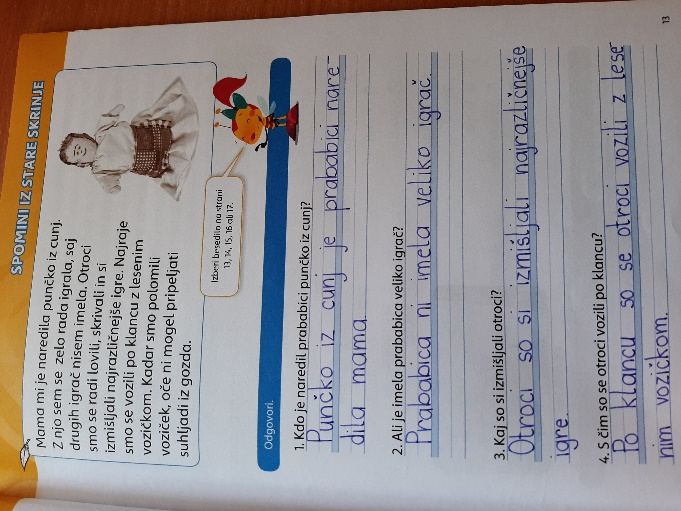 SPOMINI IZ STARE SKRINJE
Mama mi je naredila punčko iz cunj.
Z njo sem se zelo rada igrala, saj
drugih igrač nisem imela. Otroci
smo se radi lovili, skrivali in si
izmišljali najrazličnejše igre. Najraje
smo se vozili po klancu z lesenim
vozičkom. Kadar smo polomili
voziček, oče ni mogel pripeljati
suhljadi iz gozda.
Izberi besedilo na strani
13, 14, 15, 16 ali 17.
Odgovori.
1. Kdo je naredil prababici punčko iz cunj?
Punčko iz cunj je prababici nare-
dila mama.
2. Ali je imela prababica veliko igrač?
Prababica ni imela veliko igrač.
3. Kaj so si izmišljali otroci?
Otroci so si izmišljali najrazličnejše
igre.
4. S čim so se otroci vozili po klancu?
Po klancu so se otroci vozili z lese-
nim vozičkom.
13